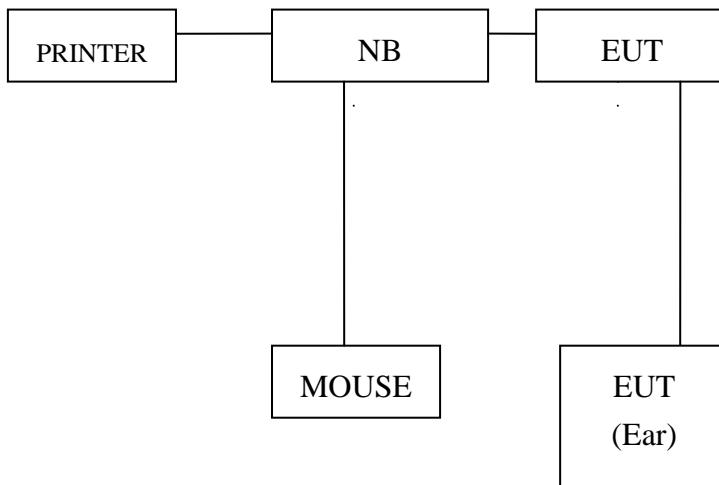 PRINTER
NB
EUT
MOUSE
EUT
(Ear)